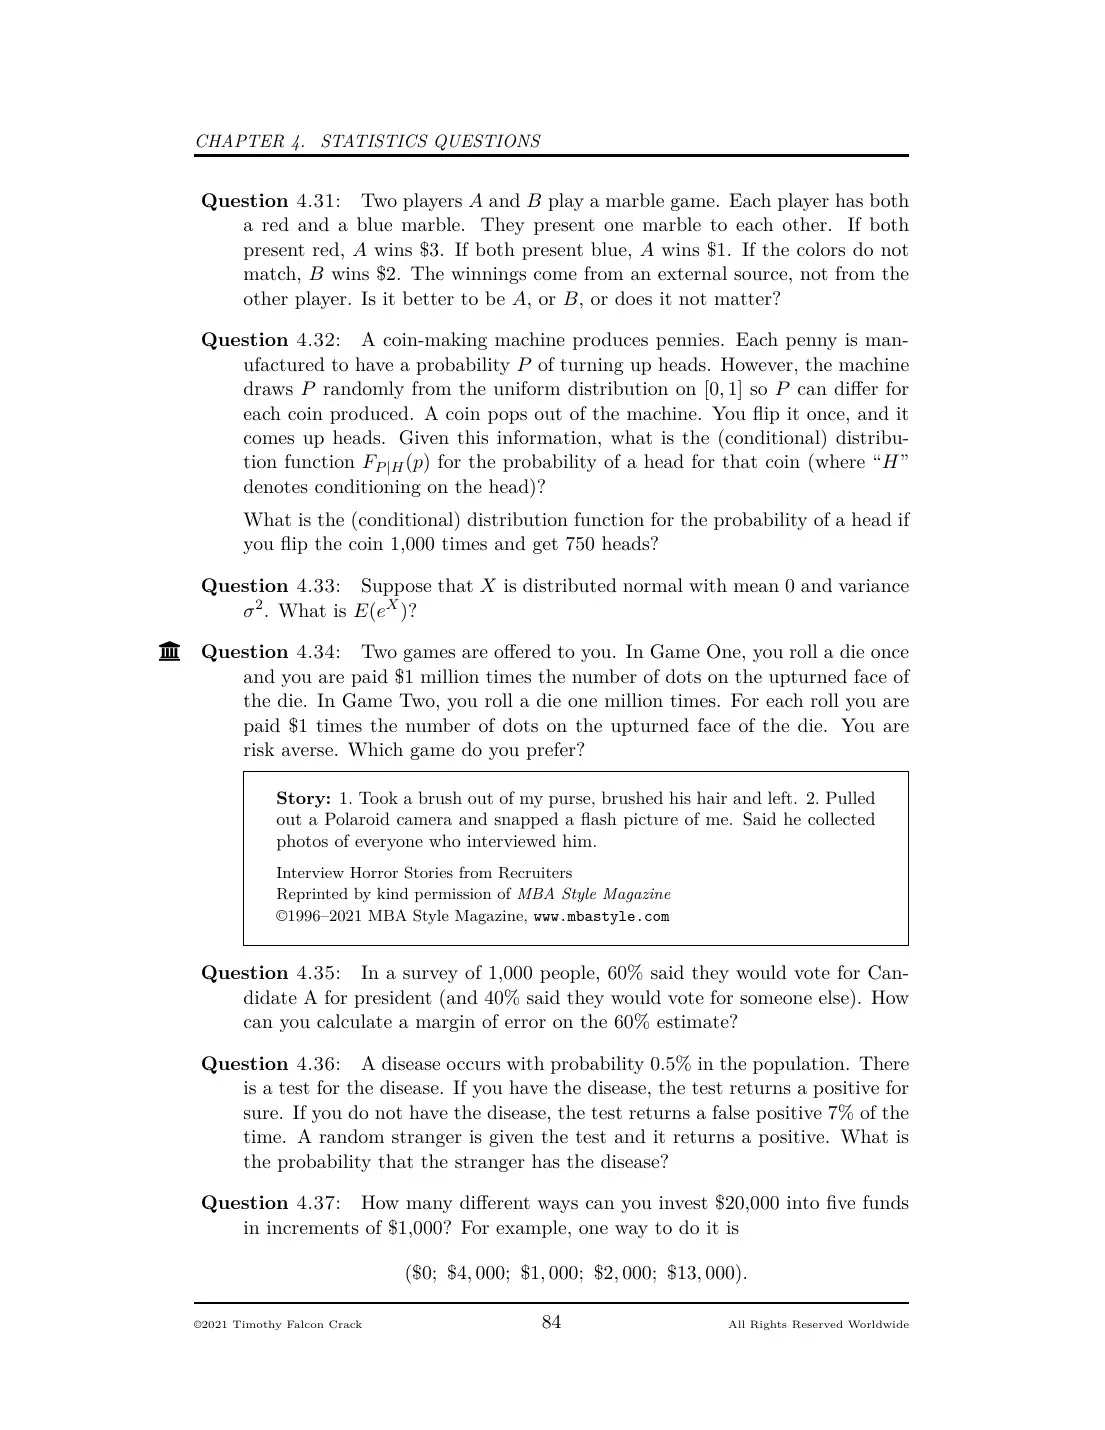 CHAPTER 4. STATISTICS QUESTIONS
Question 4.31: Two players A and B play a marble game. Each player has both
a red and a blue marble. They present one marble to each other. If both
present red, A wins $3. If both present blue, A wins $1. If the colors do not
match, B wins $2. The winnings come from an external source, not from the
other player. Is it better to be A, or B, or does it not matter?
Question 4.32: A coin-making machine produces pennies. Each penny is man-
ufactured to have a probability P of turning up heads. However, the machine
draws P randomly from the uniform distribution on [0, 1] so P can differ for
each coin produced. A coin pops out of the machine. You flip it once, and it
comes up heads. Given this information, what is the (conditional) distribu-
tion function F_{P|H}(p) for the probability of a head for that coin (where “H”
denotes conditioning on the head)?
What is the (conditional) distribution function for the probability of a head if
you flip the coin 1,000 times and get 750 heads?
Question 4.33: Suppose that X is distributed normal with mean 0 and variance
σ². What is E(e^X)?
Question 4.34: Two games are offered to you. In Game One, you roll a die once
and you are paid $1 million times the number of dots on the upturned face of
the die. In Game Two, you roll a die one million times. For each roll you are
paid $1 times the number of dots on the upturned face of the die. You are
risk averse. Which game do you prefer?
Story: 1. Took a brush out of my purse, brushed his hair and left. 2. Pulled
out a Polaroid camera and snapped a flash picture of me. Said he collected
photos of everyone who interviewed him.
Interview Horror Stories from Recruiters
Reprinted by kind permission of MBA Style Magazine
©1996–2021 MBA Style Magazine, www.mbastyle.com
Question 4.35: In a survey of 1,000 people, 60% said they would vote for Can-
didate A for president (and 40% said they would vote for someone else). How
can you calculate a margin of error on the 60% estimate?
Question 4.36: A disease occurs with probability 0.5% in the population. There
is a test for the disease. If you have the disease, the test returns a positive for
sure. If you do not have the disease, the test returns a false positive 7% of the
time. A random stranger is given the test and it returns a positive. What is
the probability that the stranger has the disease?
Question 4.37: How many different ways can you invest $20,000 into five funds
in increments of $1,000? For example, one way to do it is
($0; $4,000; $1,000; $2,000; $13,000).
©2021 Timothy Falcon Crack 84 All Rights Reserved Worldwide